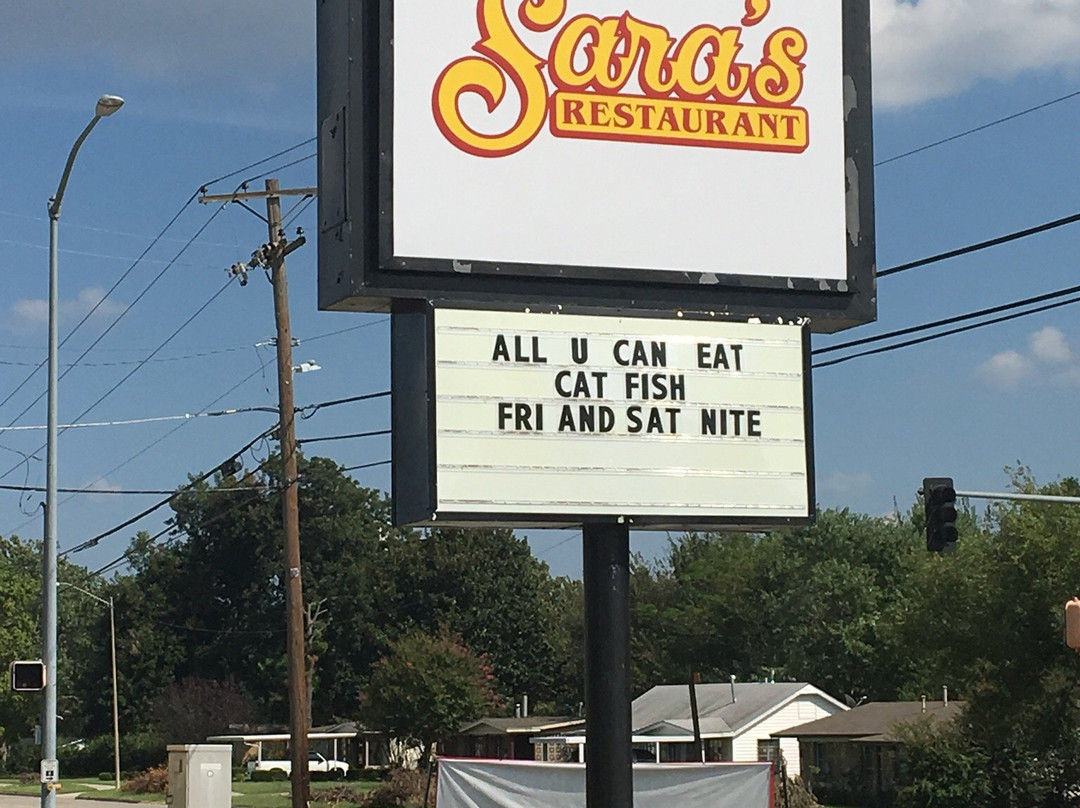 Sara's
RESTAURANT
ALL U CAN EAT
CAT FISH
FRI AND SAT NITE